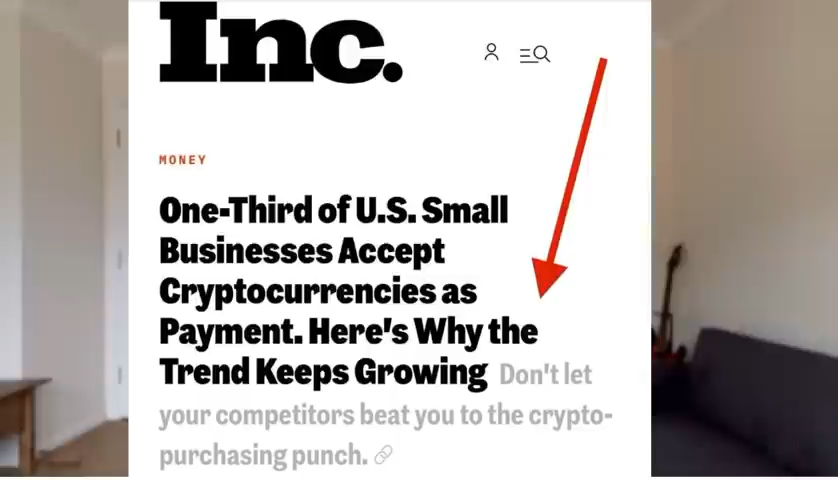 Inc.
MONEY
One-Third of U.S. Small
Businesses Accept
Cryptocurrencies as
Payment. Here's Why the
Trend Keeps Growing Don't let
your competitors beat you to the crypto-
purchasing punch.